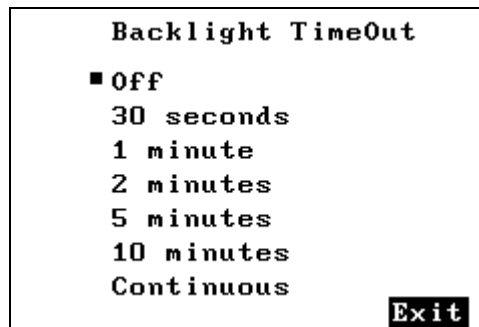 Backlight TimeOut
Off
30 seconds
1 minute
2 minutes
5 minutes
10 minutes
Continuous
Exit